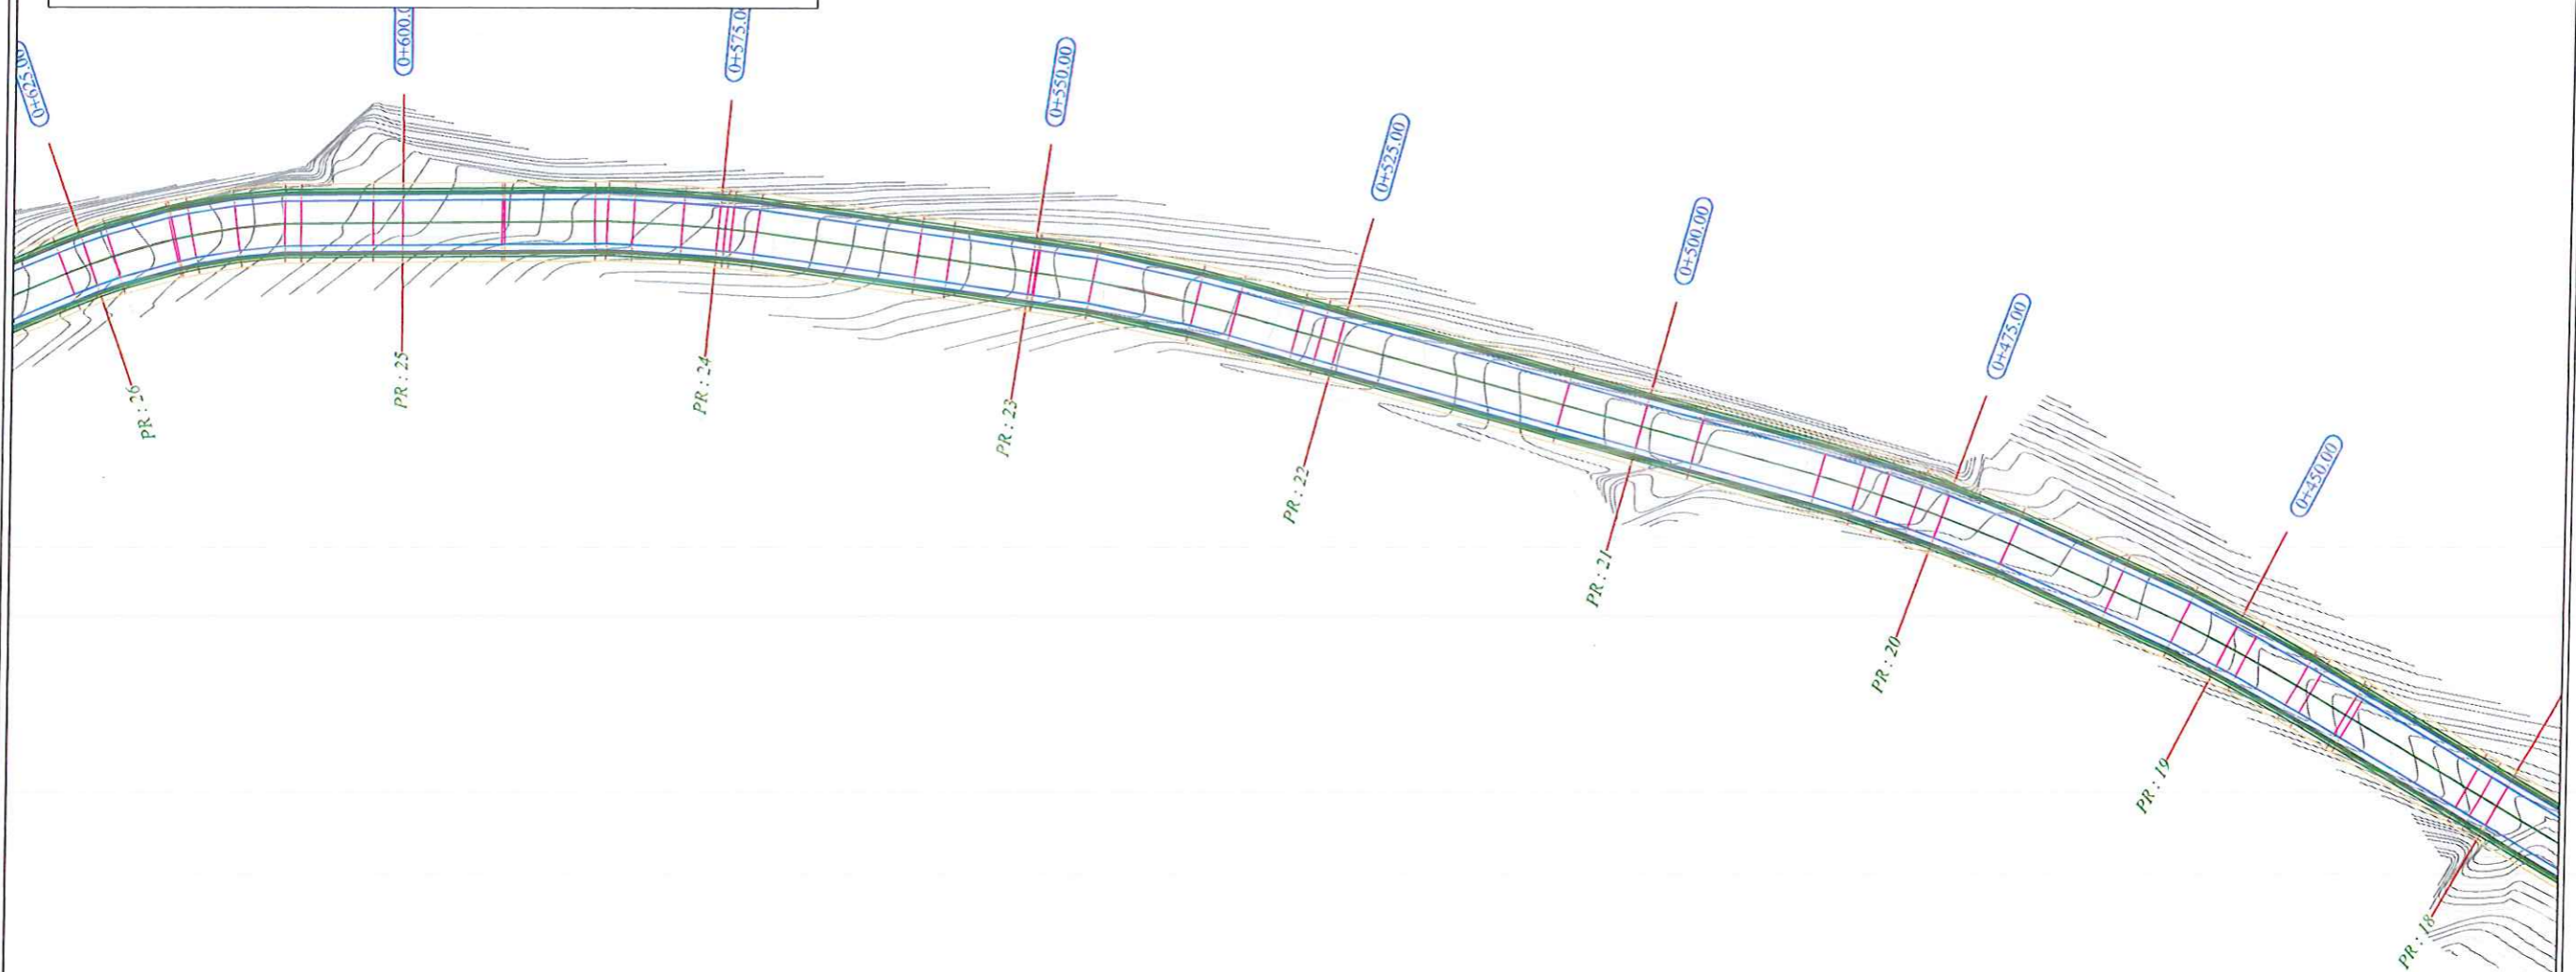 0+625.00
0+600.0
0+575.0
0+550.00
0+525.00
0+500.00
0+475.00
0+450.00
PR : 26
PR : 25
PR : 24
PR : 23
PR : 22
PR : 21
PR : 20
PR : 19
PR : 18